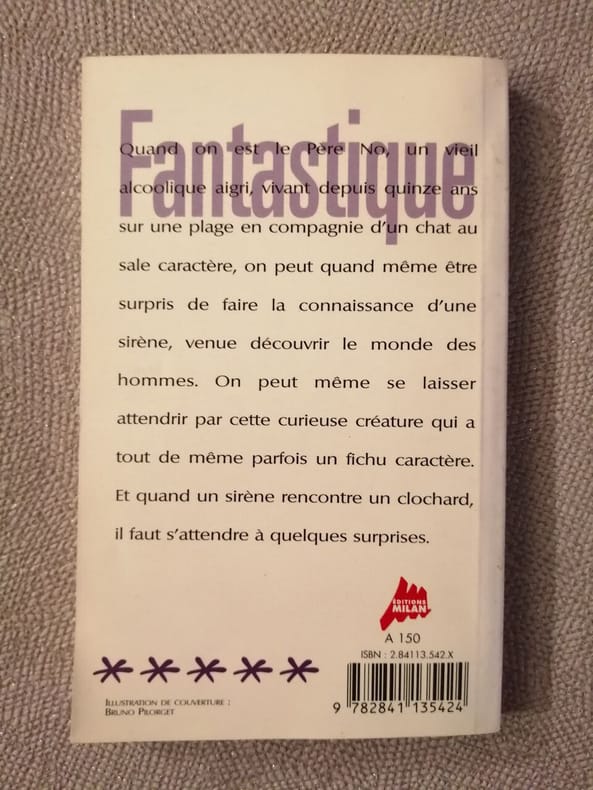 Fantastique
Quand on est le Père No, un vieil
alcoolique aigri, vivant depuis quinze ans
sur une plage en compagnie d'un chat au
sale caractère, on peut quand même être
surpris de faire la connaissance d'une
sirène, venue découvrir le monde des
hommes. On peut même se laisser
attendrir par cette curieuse créature qui a
tout de même parfois un fichu caractère.
Et quand un sirène rencontre un clochard,
il faut s'attendre à quelques surprises.
ÉDITIONS
MILAN
A 150
ISBN : 2.84113.542.X
9 782841 135424
Illustration de couverture :
Bruno Pilorget